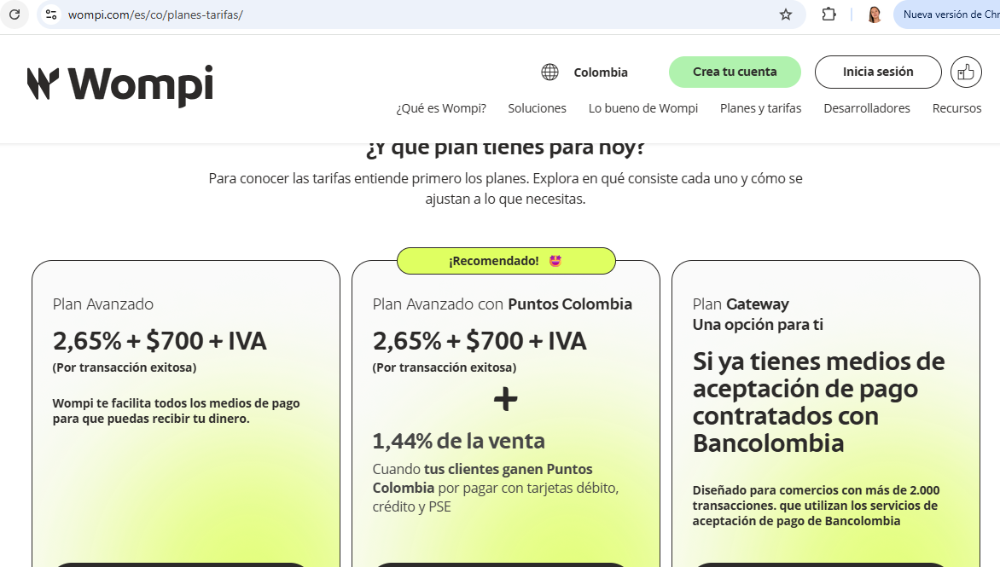 wompi.com/es/co/planes-tarifas/
Nueva versión de Chr
Wompi
Colombia
Crea tu cuenta
Inicia sesión
¿Qué es Wompi?
Soluciones
Lo bueno de Wompi
Planes y tarifas
Desarrolladores
Recursos
¿Y qué plan tienes para hoy?
Para conocer las tarifas entiende primero los planes. Explora en qué consiste cada uno y cómo se
ajustan a lo que necesitas.
Plan Avanzado
2,65% + $700 + IVA
(Por transacción exitosa)
Wompi te facilita todos los medios de pago
para que puedas recibir tu dinero.
¡Recomendado!
Plan Avanzado con Puntos Colombia
2,65% + $700 + IVA
(Por transacción exitosa)
+
1,44% de la venta
Cuando tus clientes ganen Puntos
Colombia por pagar con tarjetas débito,
crédito y PSE
Plan Gateway
Una opción para ti
Si ya tienes medios de
aceptación de pago
contratados con
Bancolombia
Diseñado para comercios con más de 2.000
transacciones. que utilizan los servicios de
aceptación de pago de Bancolombia